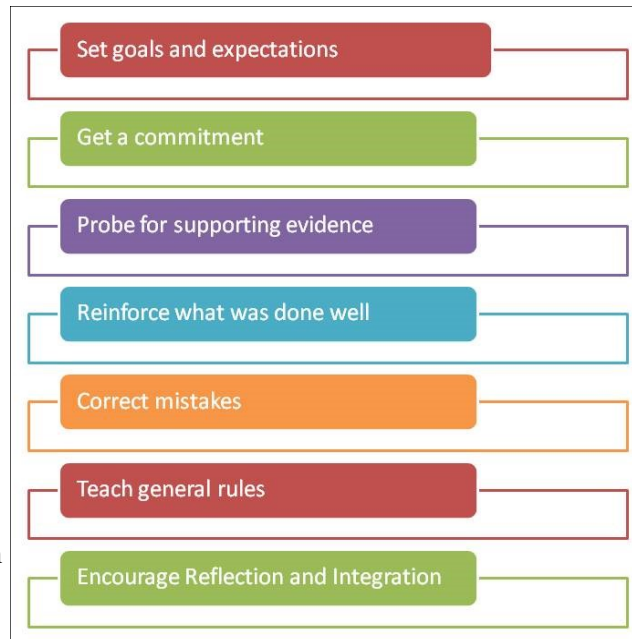 Set goals and expectations
Get a commitment
Probe for supporting evidence
Reinforce what was done well
Correct mistakes
Teach general rules
Encourage Reflection and Integration